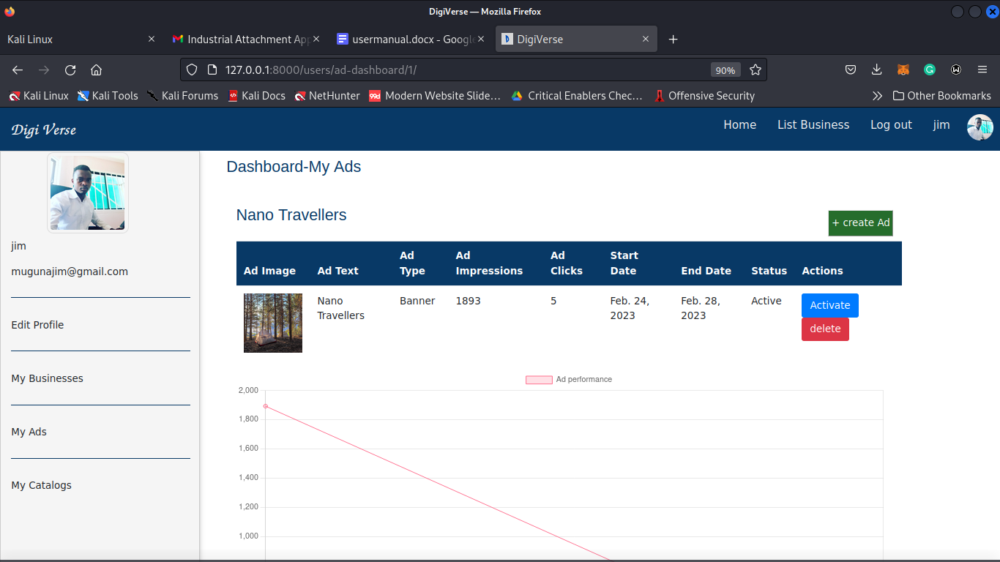 DigiVerse — Mozilla Firefox
Kali Linux
Industrial Attachment Ap
usermanual.docx - Googl
DigiVerse
127.0.0.1:8000/users/ad-dashboard/1/
90%
Kali Linux
Kali Tools
Kali Forums
Kali Docs
NetHunter
Modern Website Slide…
Critical Enablers Chec…
Offensive Security
Other Bookmarks
Digi Verse
Home
List Business
Log out
jim
jim
mugunajim@gmail.com
Edit Profile
My Businesses
My Ads
My Catalogs
Dashboard-My Ads
Nano Travellers
+ create Ad
Ad Image
Ad Text
Ad
Type
Ad
Impressions
Ad
Clicks
Start
Date
End Date
Status
Actions
Nano
Travellers
Banner
1893
5
Feb. 24,
2023
Feb. 28,
2023
Active
Activate
delete
Ad performance
2,000
1,800
1,600
1,400
1,200
1,000